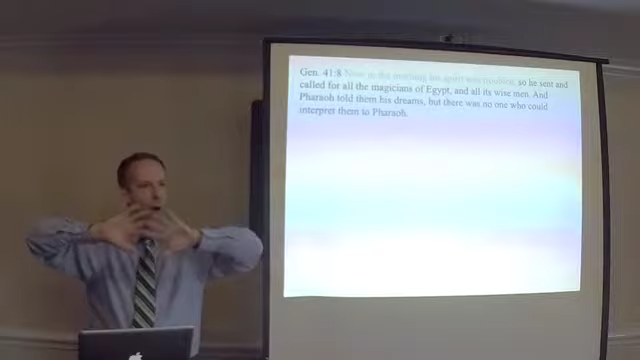 Gen. 41:8 Now in the morning his spirit was troubled, so he sent and
called for all the magicians of Egypt, and all its wise men. And
Pharaoh told them his dreams, but there was no one who could
interpret them to Pharaoh.